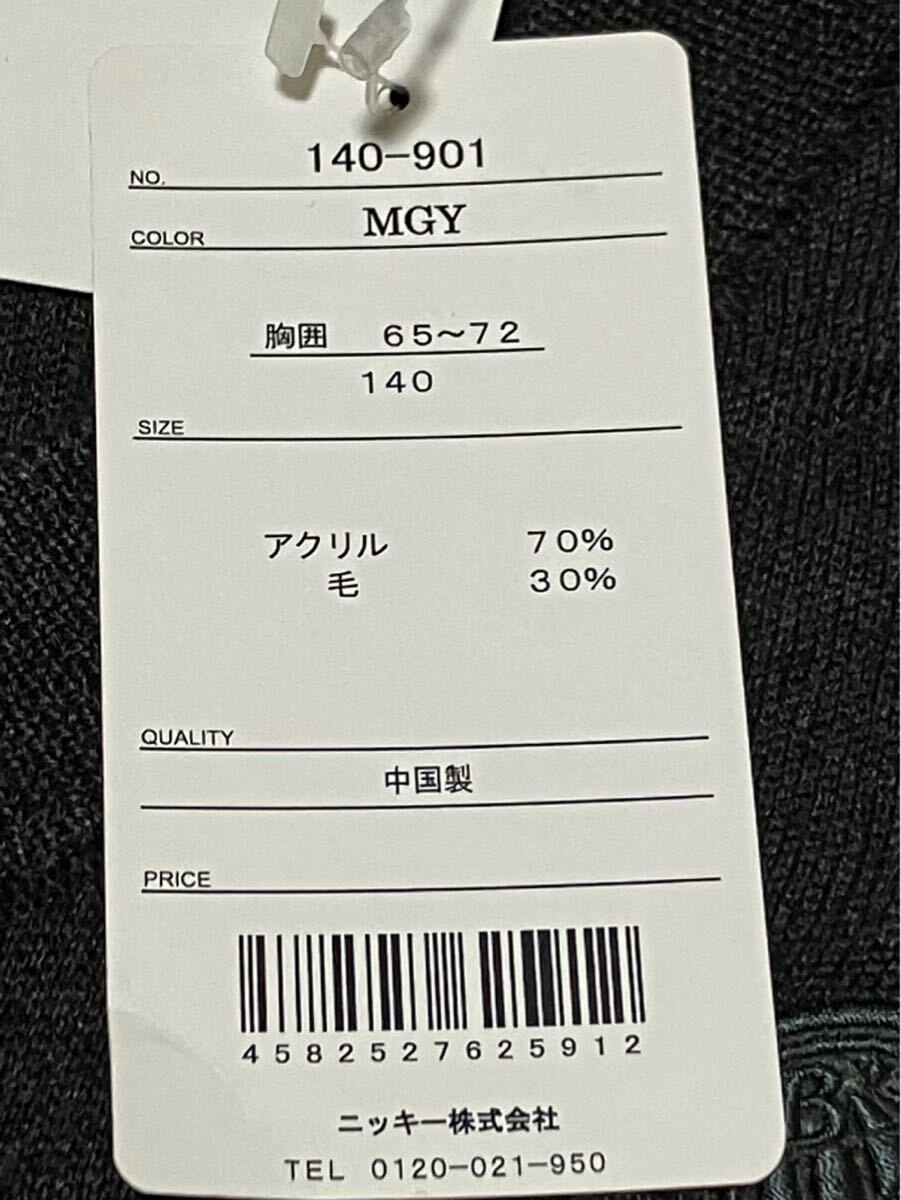 140-901
NO.
MGY
COLOR
胸囲 65~72
140
SIZE
アクリル 70%
毛 30%
QUALITY
中国製
PRICE
4582527625912
ニッキー株式会社
TEL 0120-021-950